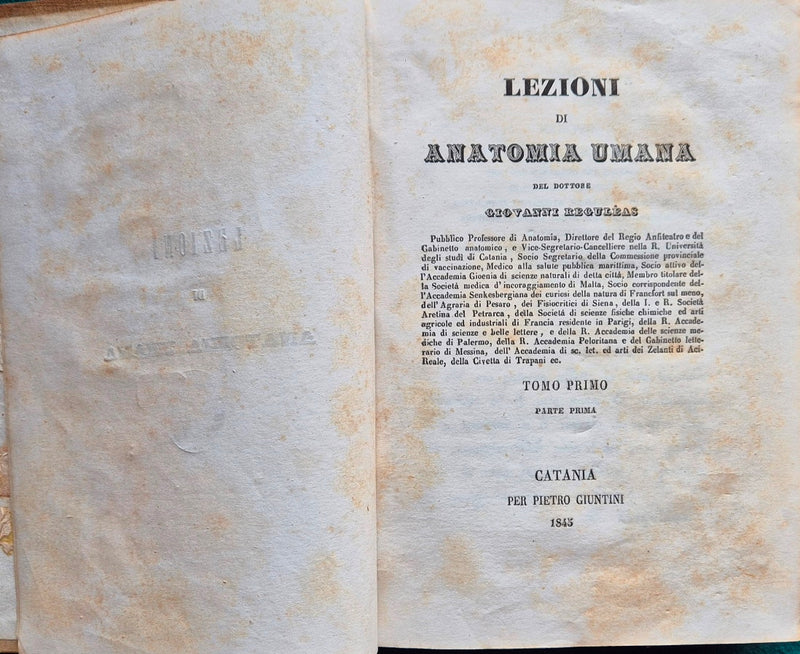 LEZIONI
DI
ANATOMIA UMANA
DEL DOTTORE
GIOVANNI REGULÈAS
Pubblico Professore di Anatomia, Direttore del Regio Anfiteatro e del
Gabinetto anatomico, e Vice-Segretario-Cancelliere nella R. Università
degli studi di Catania, Socio Segretario della Commessione provinciale
di vaccinazione, Medico alla salute pubblica marittima, Socio attivo del-
l'Accademia Gioenia di scienze naturali di detta città, Membro titolare del-
la Società medica d'incoraggiamento di Malta, Socio corrispondente del-
l'Accademia Senkesbergiana dei curiosi della natura di Francfort sul meno,
dell'Agraria di Pesaro, dei Fisiocritici di Siena, della I. e R. Società
Aretina del Petrarca, della Società di scienze fisiche chimiche ed arti
agricole ed industriali di Francia residente in Parigi, della R. Accade-
mia di scienze e belle lettere, e della R. Accademia delle scienze me-
diche di Palermo, della R. Accademia Peloritana e del Gabinetto lette-
rario di Messina, dell'Accademia di sc. let. ed arti dei Zelanti di Aci-
Reale, della Civetta di Trapani ec.
TOMO PRIMO
PARTE PRIMA
CATANIA
PER PIETRO GIUNTINI
1845